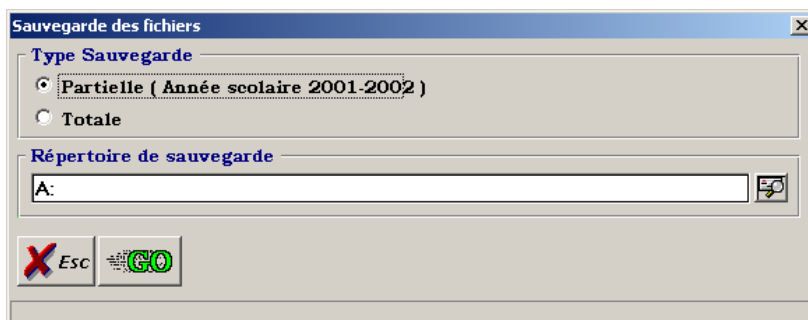 Sauvegarde des fichiers
Type Sauvegarde
Partielle ( Année scolaire 2001-2002 )
Totale
Répertoire de sauvegarde
A:
Esc
GO